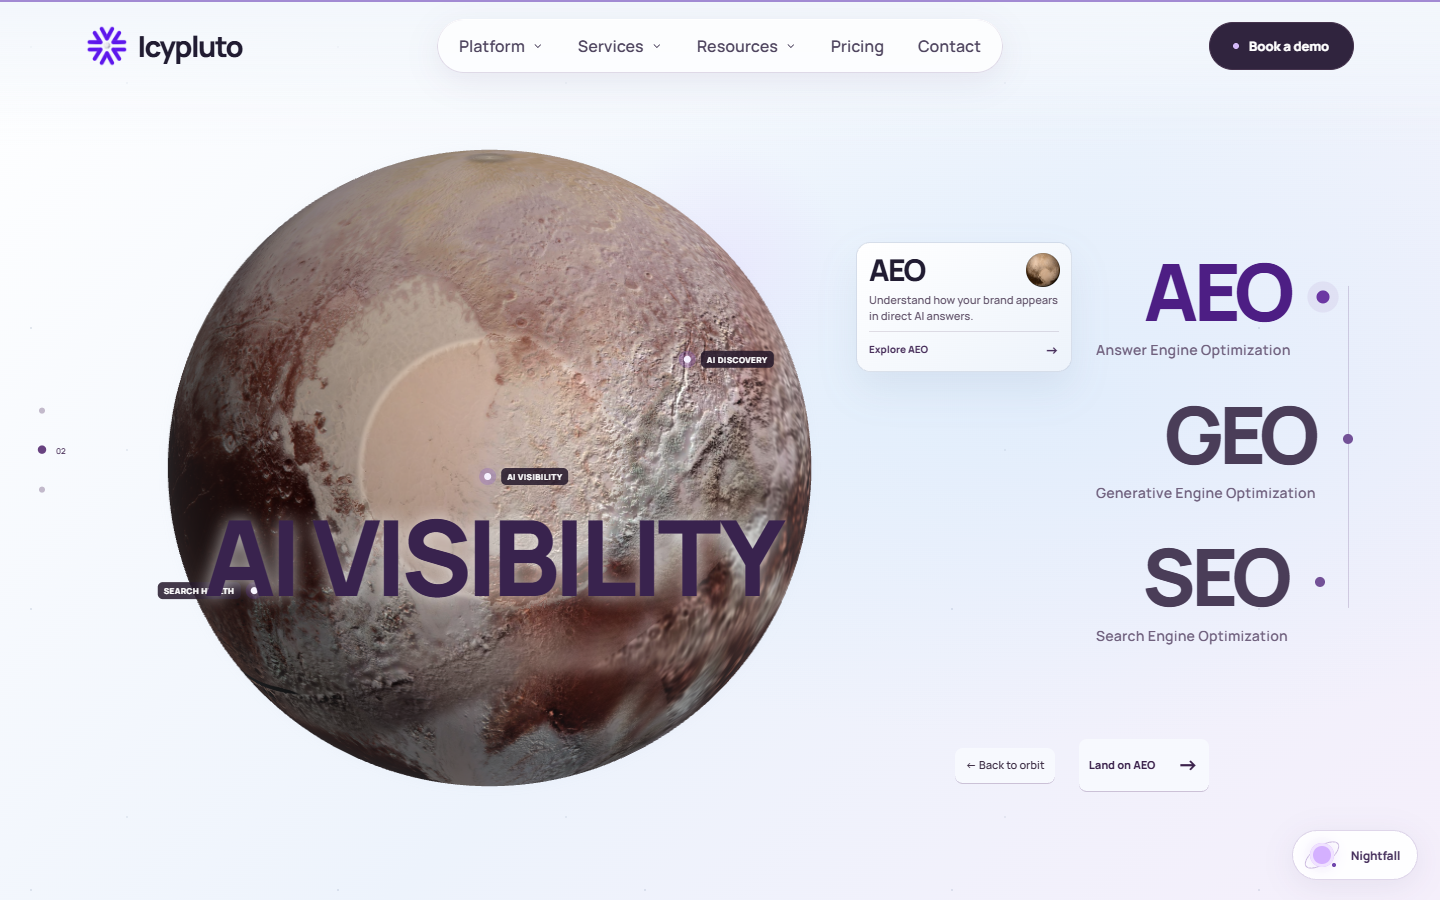 Icypluto
Platform
Services
Resources
Pricing
Contact
Book a demo
02
AI DISCOVERY
AI VISIBILITY
AI VISIBILITY
SEARCH
AEO
Understand how your brand appears
in direct AI answers.
Explore AEO →
AEO
Answer Engine Optimization
GEO
Generative Engine Optimization
SEO
Search Engine Optimization
← Back to orbit
Land on AEO →
Nightfall